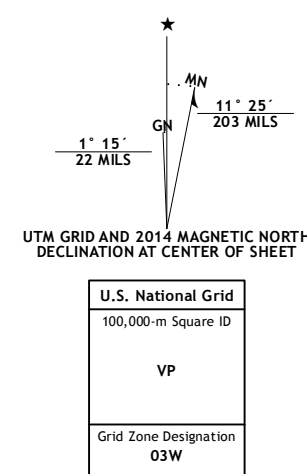 ★
MN
GN
11° 25´
203 MILS
1° 15´
22 MILS
UTM GRID AND 2014 MAGNETIC NORTH
DECLINATION AT CENTER OF SHEET
U.S. National Grid
100,000-m Square ID
VP
Grid Zone Designation
03W